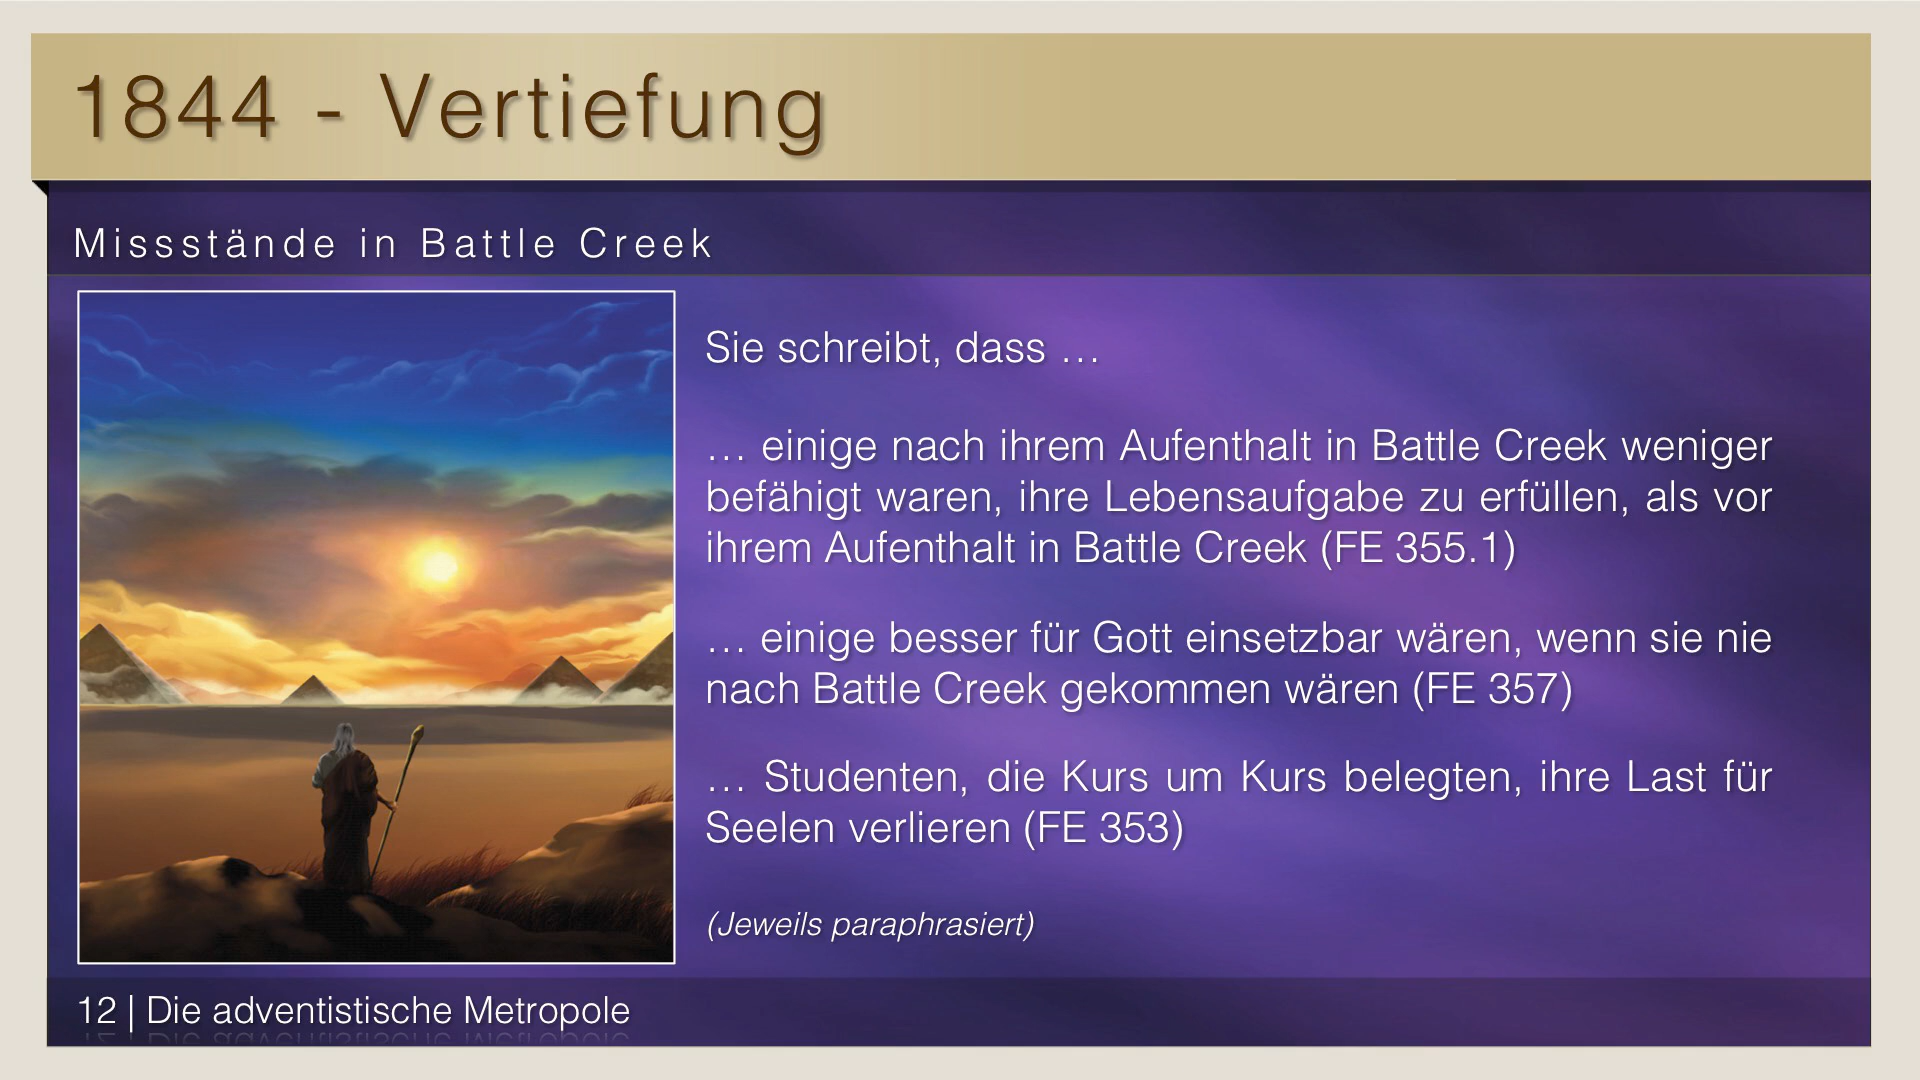 1844 - Vertiefung
Missstände in Battle Creek
Sie schreibt, dass …
… einige nach ihrem Aufenthalt in Battle Creek weniger
befähigt waren, ihre Lebensaufgabe zu erfüllen, als vor
ihrem Aufenthalt in Battle Creek (FE 355.1)
… einige besser für Gott einsetzbar wären, wenn sie nie
nach Battle Creek gekommen wären (FE 357)
… Studenten, die Kurs um Kurs belegten, ihre Last für
Seelen verlieren (FE 353)
(Jeweils paraphrasiert)
12 | Die adventistische Metropole